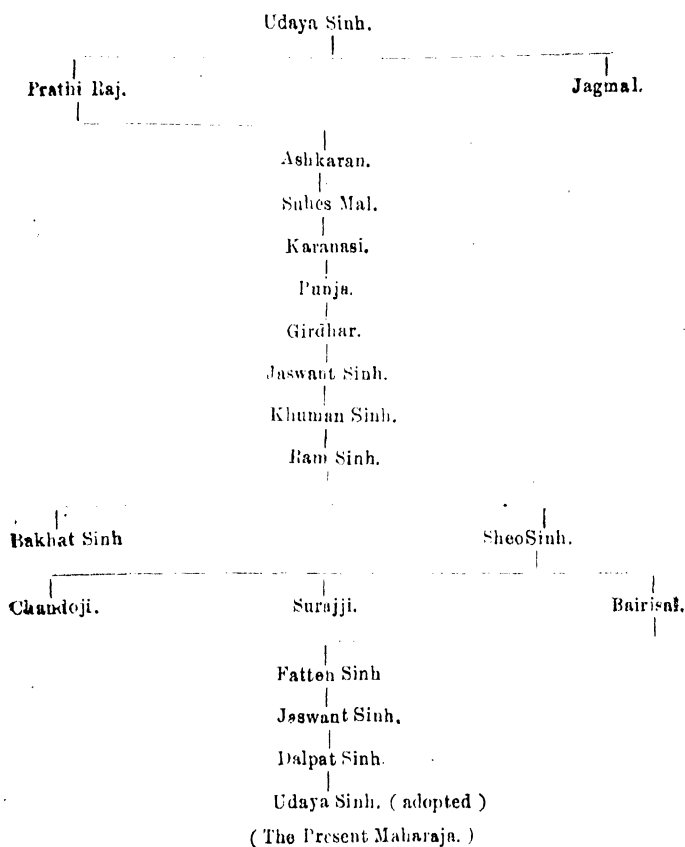 Udaya Sinh.
Prathi Raj. Jagmal.
Ashkaran.
Suhes Mal.
Karanasi.
Punja.
Girdhar.
Jaswant Sinh.
Khuman Sinh.
Ram Sinh.
Bakhat Sinh SheoSinh.
Chandoji. Surajji. Bairisal.
Fatteh Sinh
Jaswant Sinh.
Dalpat Sinh.
Udaya Sinh. ( adopted )
( The Present Maharaja. )